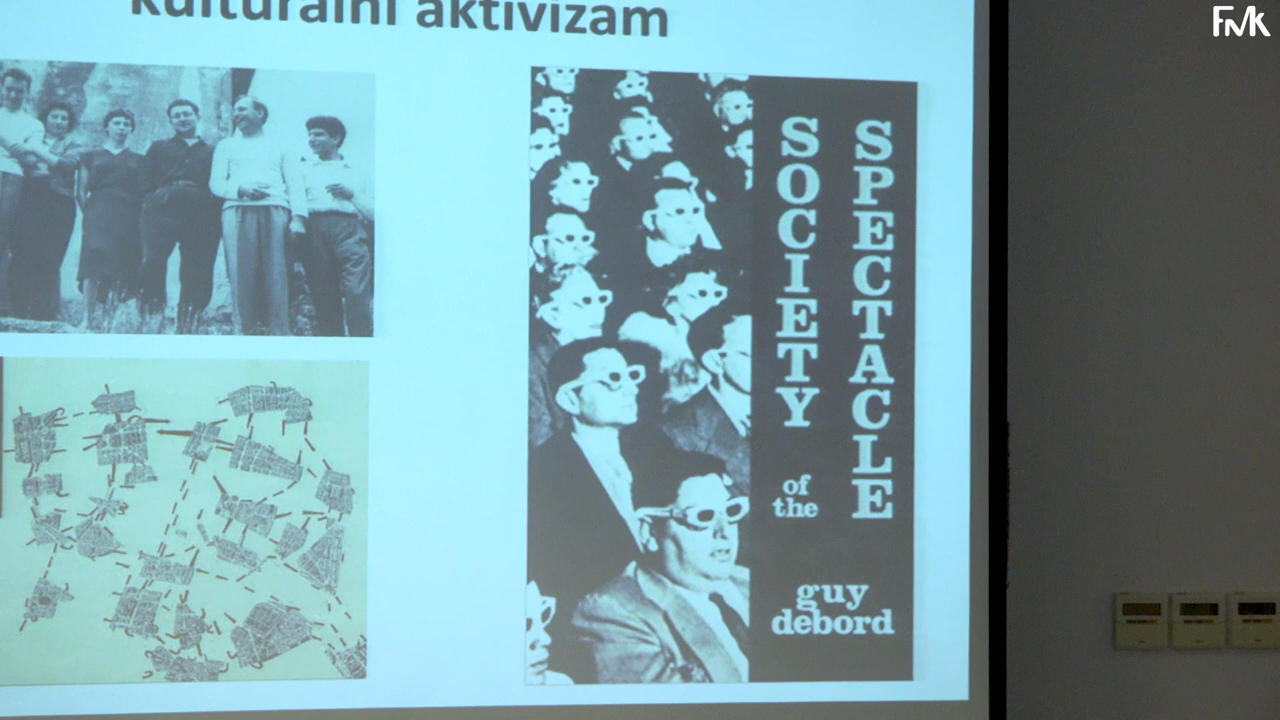 kulturalni aktivizam
FMK
SOCIETY
of
the
SPECTACLE
guy
debord